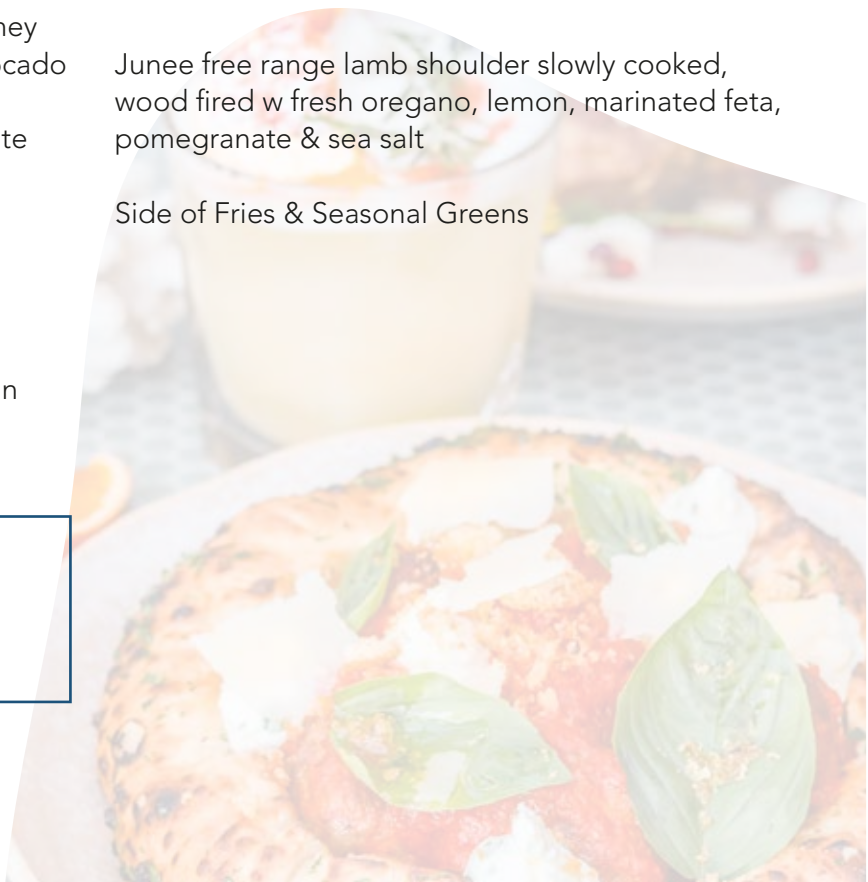 Junee free range lamb shoulder slowly cooked,
wood fired w fresh oregano, lemon, marinated feta,
pomegranate & sea salt
Side of Fries & Seasonal Greens